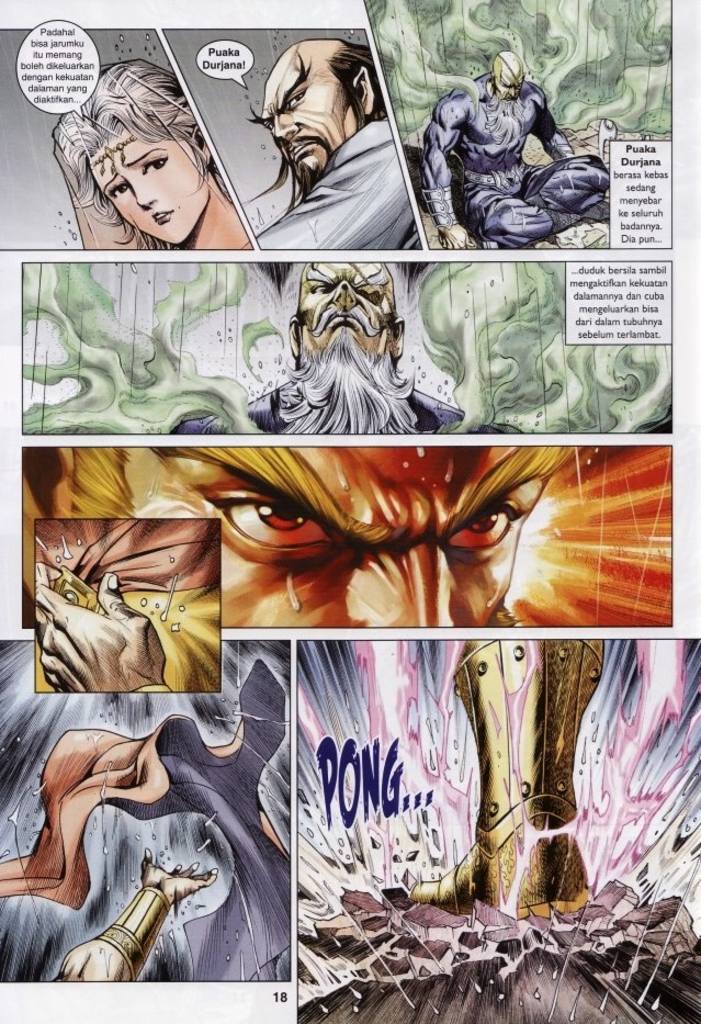 Padahal
bisa jarumku
itu memang
boleh dikeluarkan
dengan kekuatan
dalaman yang
diaktifkan...
Puaka
Durjana!
Puaka
Durjana
berasa kebas
sedang
menyebar
ke seluruh
badannya.
Dia pun...
...duduk bersila sambil
mengaktifkan kekuatan
dalamannya dan cuba
mengeluarkan bisa
dari dalam tubuhnya
sebelum terlambat.
PONG...
18